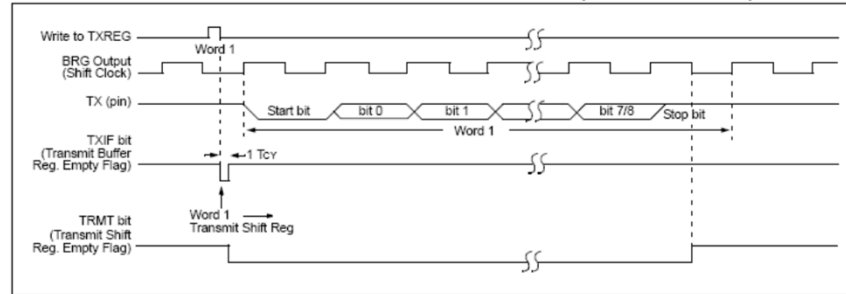 Write to TXREG
Word 1
BRG Output
(Shift Clock)
TX (pin)
Start bit
bit 0
bit 1
bit 7/8
Stop bit
Word 1
TXIF bit
(Transmit Buffer
Reg. Empty Flag)
1 TCY
Word 1
Transmit Shift Reg
TRMT bit
(Transmit Shift
Reg. Empty Flag)